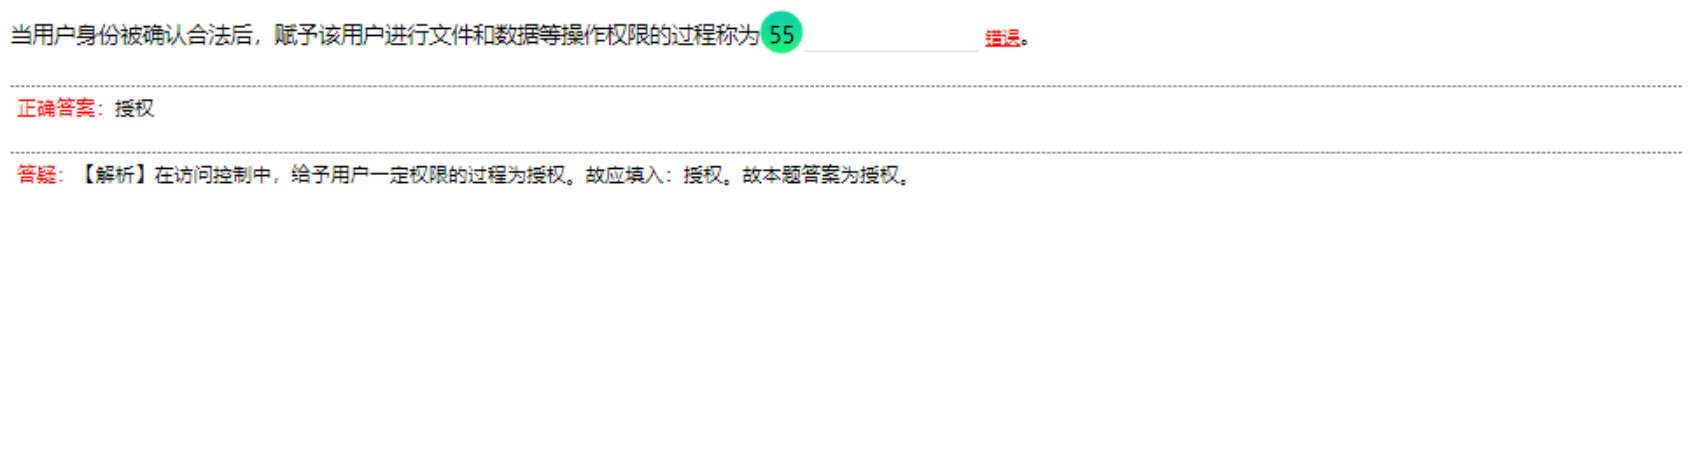 当用户身份被确认合法后，赋予该用户进行文件和数据等操作权限的过程称为 55 错误。
正确答案：授权
答疑：【解析】在访问控制中，给予用户一定权限的过程为授权。故应填入：授权。故本题答案为授权。